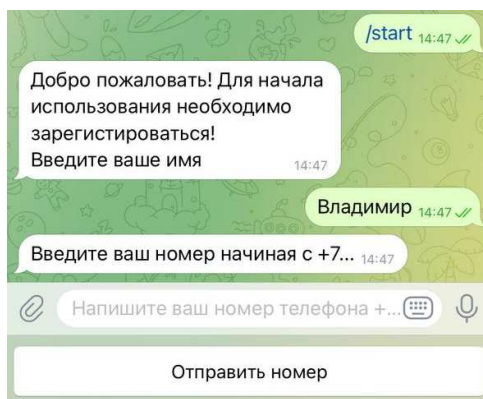 /start 14:47
Добро пожаловать! Для начала
использования необходимо
зарегистироваться!
Введите ваше имя 14:47
Владимир 14:47
Введите ваш номер начиная с +7... 14:47
Напишите ваш номер телефона +...
Отправить номер